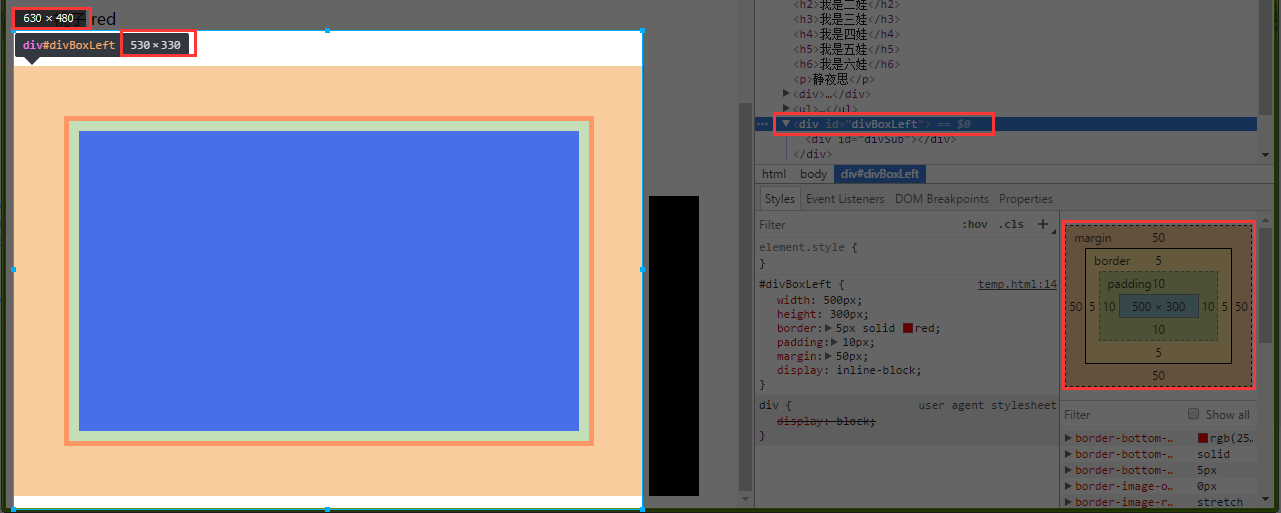 630 × 480
子 red
div#divBoxLeft 530 × 330
<h2>我是二娃</h2>
<h3>我是三娃</h3>
<h4>我是四娃</h4>
<h5>我是五娃</h5>
<h6>我是六娃</h6>
<p>静夜思</p>
▶<div>…</div>
▶<ul>…</ul>
… ▼<div id="divBoxLeft"> == $0
<div id="divSub"></div>
</div>
html body div#divBoxLeft
Styles Event Listeners DOM Breakpoints Properties
Filter :hov .cls +
element.style {
}
#divBoxLeft { temp.html:14
width: 500px;
height: 300px;
border:▶5px solid red;
padding:▶10px;
margin:▶50px;
display: inline-block;
}
div { user agent stylesheet
display: block;
}
margin 50
border 5
padding10
50 5 10 500 × 300 10 5 50
10
5
50
Filter Show all
▶border-bottom-… rgb(25…
▶border-bottom-… solid
▶border-bottom-… 5px
▶border-image-o… 0px
▶border-image-r… stretch